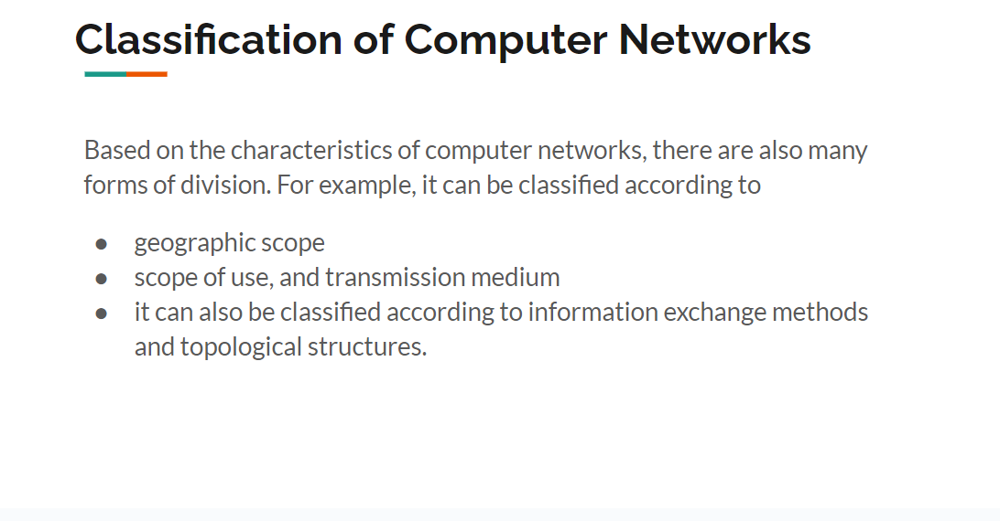 Classification of Computer Networks
Based on the characteristics of computer networks, there are also many
forms of division. For example, it can be classified according to
● geographic scope
● scope of use, and transmission medium
● it can also be classified according to information exchange methods
and topological structures.